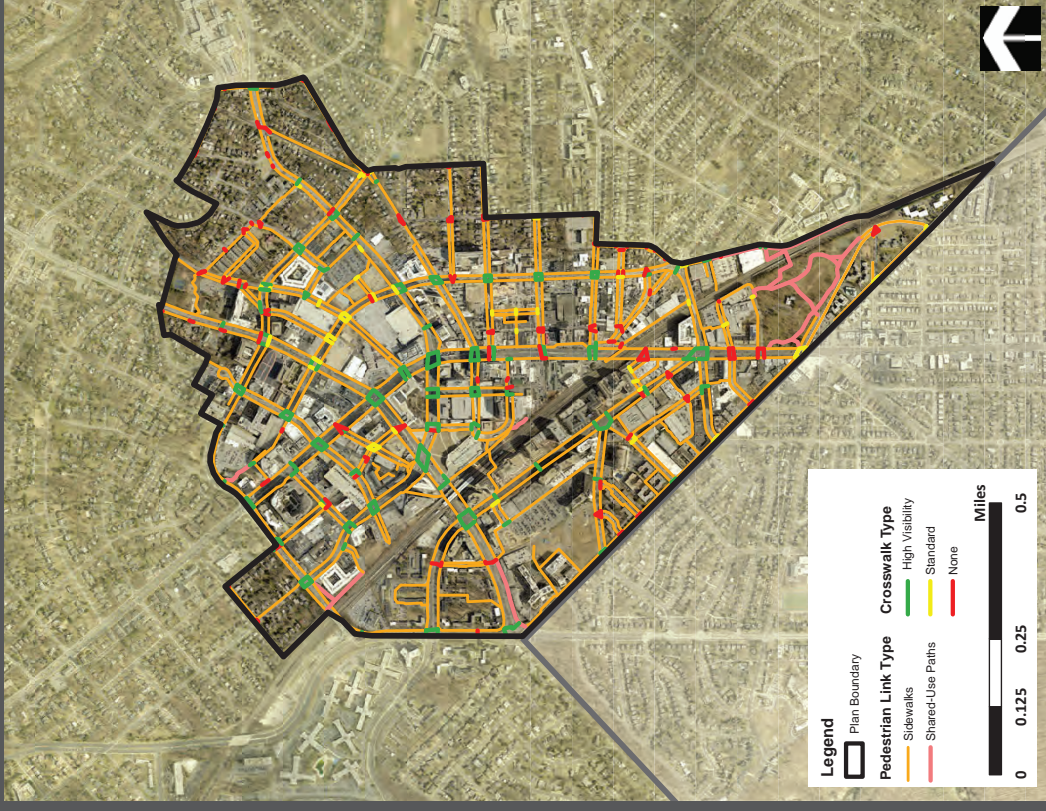 Legend
Plan Boundary
Pedestrian Link Type
Sidewalks
Shared-Use Paths
Crosswalk Type
High Visibility
Standard
None
Miles
0 0.125 0.25 0.5